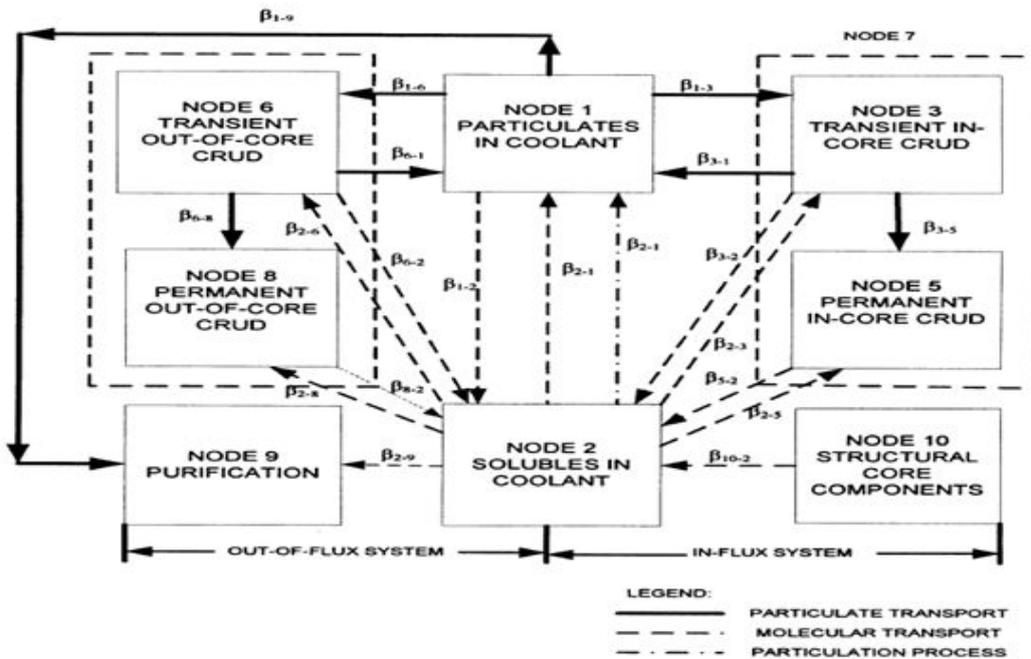 β1-9
NODE 7
NODE 6
TRANSIENT
OUT-OF-CORE
CRUD
β1-6
NODE 1
PARTICULATES
IN COOLANT
β1-3
NODE 3
TRANSIENT IN-
CORE CRUD
β6-1
β3-1
β6-8
β2-6
β6-2
β1-2
β2-1
β2-1
β3-2
β2-3
β3-5
NODE 8
PERMANENT
OUT-OF-CORE
CRUD
NODE 5
PERMANENT
IN-CORE CRUD
β2-8
β8-2
β5-2
β2-5
NODE 9
PURIFICATION
β2-9
NODE 2
SOLUBLES IN
COOLANT
β10-2
NODE 10
STRUCTURAL
CORE
COMPONENTS
OUT-OF-FLUX SYSTEM
IN-FLUX SYSTEM
LEGEND:
PARTICULATE TRANSPORT
MOLECULAR TRANSPORT
PARTICULATION PROCESS